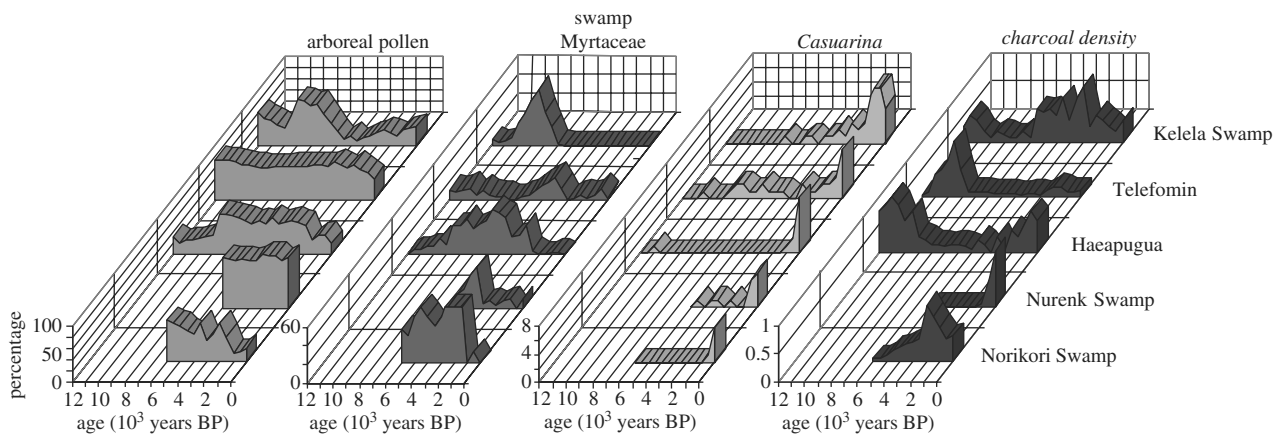 arboreal pollen
swamp
Myrtaceae
Casuarina
charcoal density
Kelela Swamp
Telefomin
Haeapugua
Nurenk Swamp
Norikori Swamp
percentage
100
50
0
60
0
8
4
0
1
0.5
0
12 10 8 6 4 2 0
12 10 8 6 4 2 0
12 10 8 6 4 2 0
12 10 8 6 4 2 0
age (10³ years BP)
age (10³ years BP)
age (10³ years BP)
age (10³ years BP)